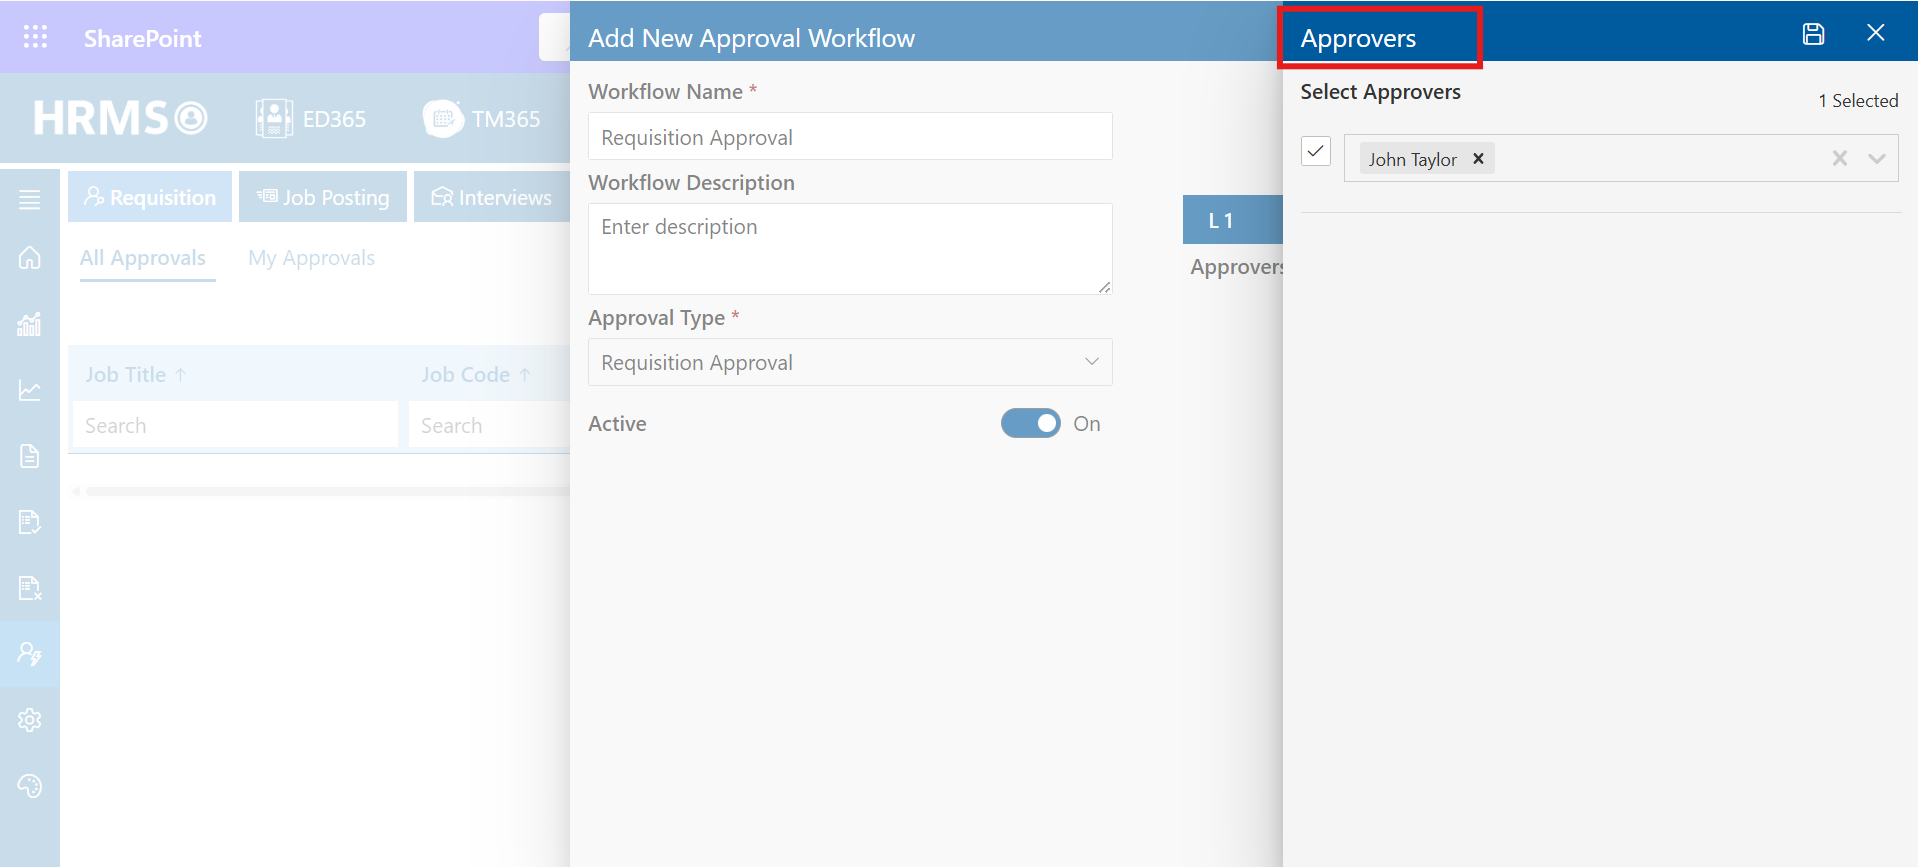 SharePoint
HRMS
ED365
TM365
Requisition
Job Posting
Interviews
All Approvals
My Approvals
Job Title ↑
Job Code ↑
Search
Search
Add New Approval Workflow
Workflow Name *
Requisition Approval
Workflow Description
Enter description
Approval Type *
Requisition Approval
Active
On
L 1
Approvers
Approvers
Select Approvers
1 Selected
John Taylor